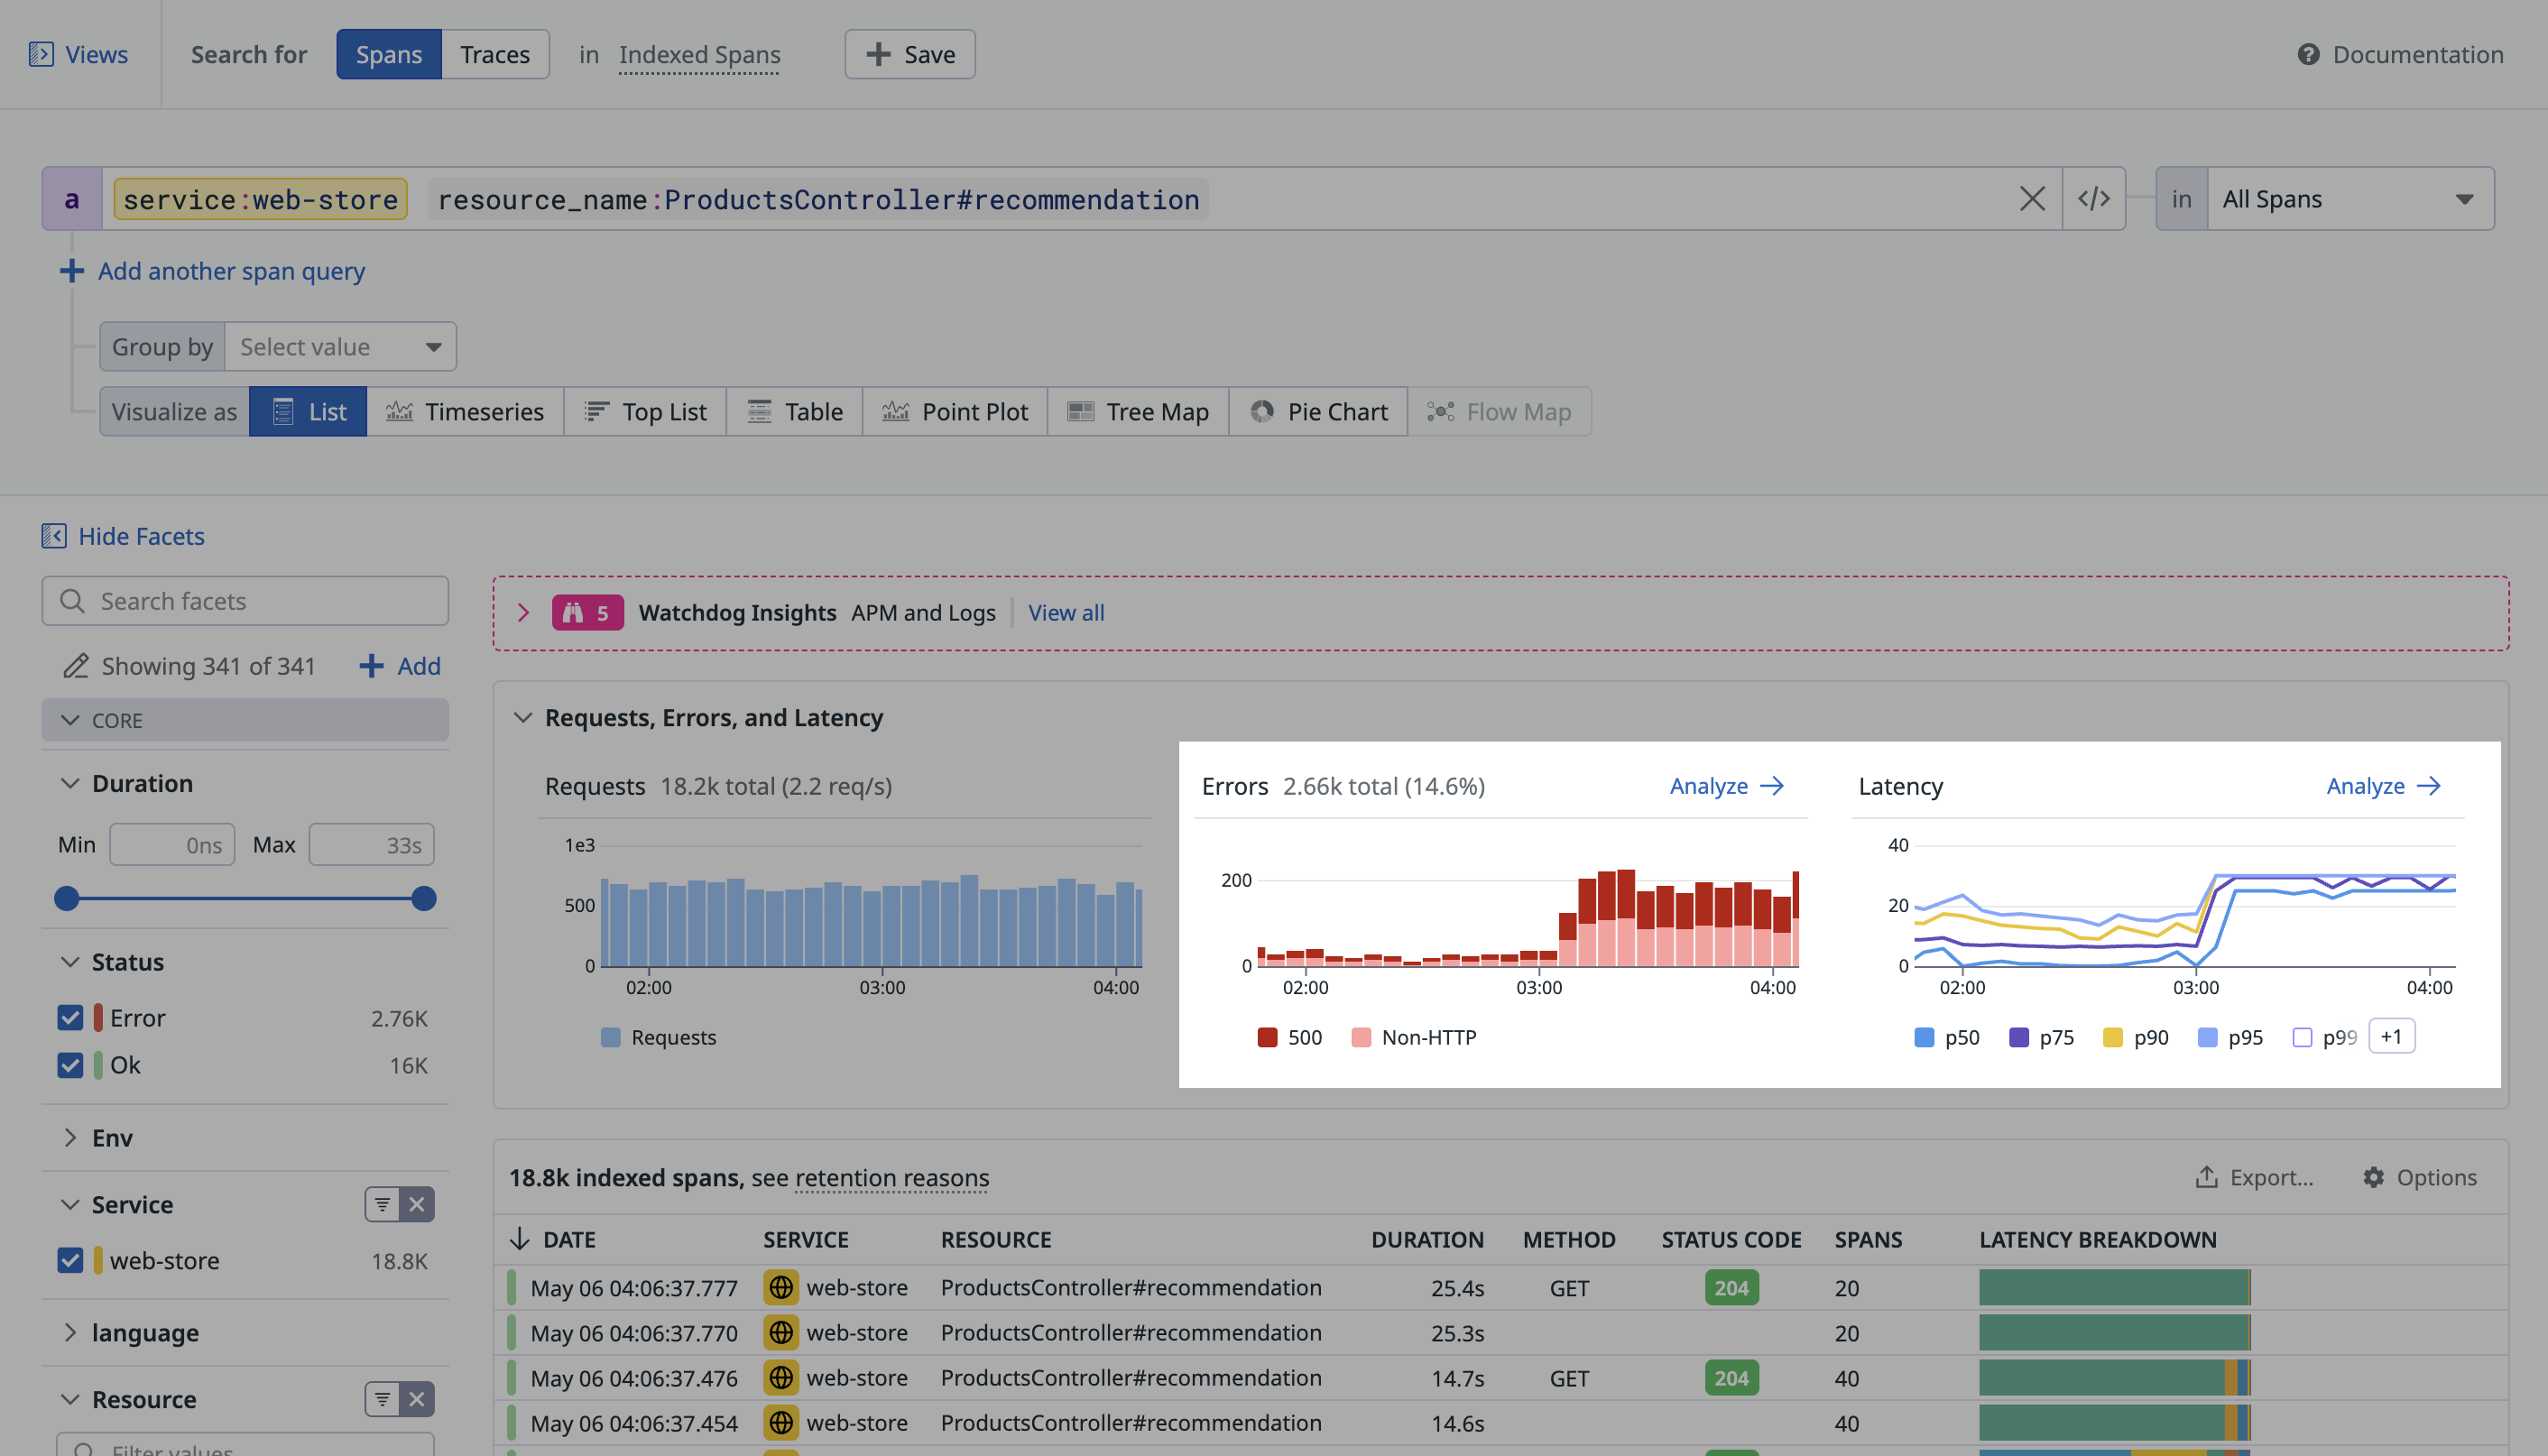 Views
Search for Spans Traces in Indexed Spans Save
Documentation
a service:web-store resource_name:ProductsController#recommendation </> in All Spans
Add another span query
Group by Select value
Visualize as List Timeseries Top List Table Point Plot Tree Map Pie Chart Flow Map
Hide Facets
Search facets
Showing 341 of 341 Add
CORE
Duration
Min 0ns Max 33s
Status
Error 2.76K
Ok 16K
Env
Service
web-store 18.8K
language
Resource
Filter values
5 Watchdog Insights APM and Logs View all
Requests, Errors, and Latency
Requests 18.2k total (2.2 req/s)
1e3
500
0
02:00 03:00 04:00
Requests
Errors 2.66k total (14.6%) Analyze
200
0
02:00 03:00 04:00
500 Non-HTTP
Latency Analyze
40
20
0
02:00 03:00 04:00
p50 p75 p90 p95 p99 +1
18.8k indexed spans, see retention reasons Export... Options
DATE SERVICE RESOURCE DURATION METHOD STATUS CODE SPANS LATENCY BREAKDOWN
May 06 04:06:37.777 web-store ProductsController#recommendation 25.4s GET 204 20
May 06 04:06:37.770 web-store ProductsController#recommendation 25.3s 20
May 06 04:06:37.476 web-store ProductsController#recommendation 14.7s GET 204 40
May 06 04:06:37.454 web-store ProductsController#recommendation 14.6s 40